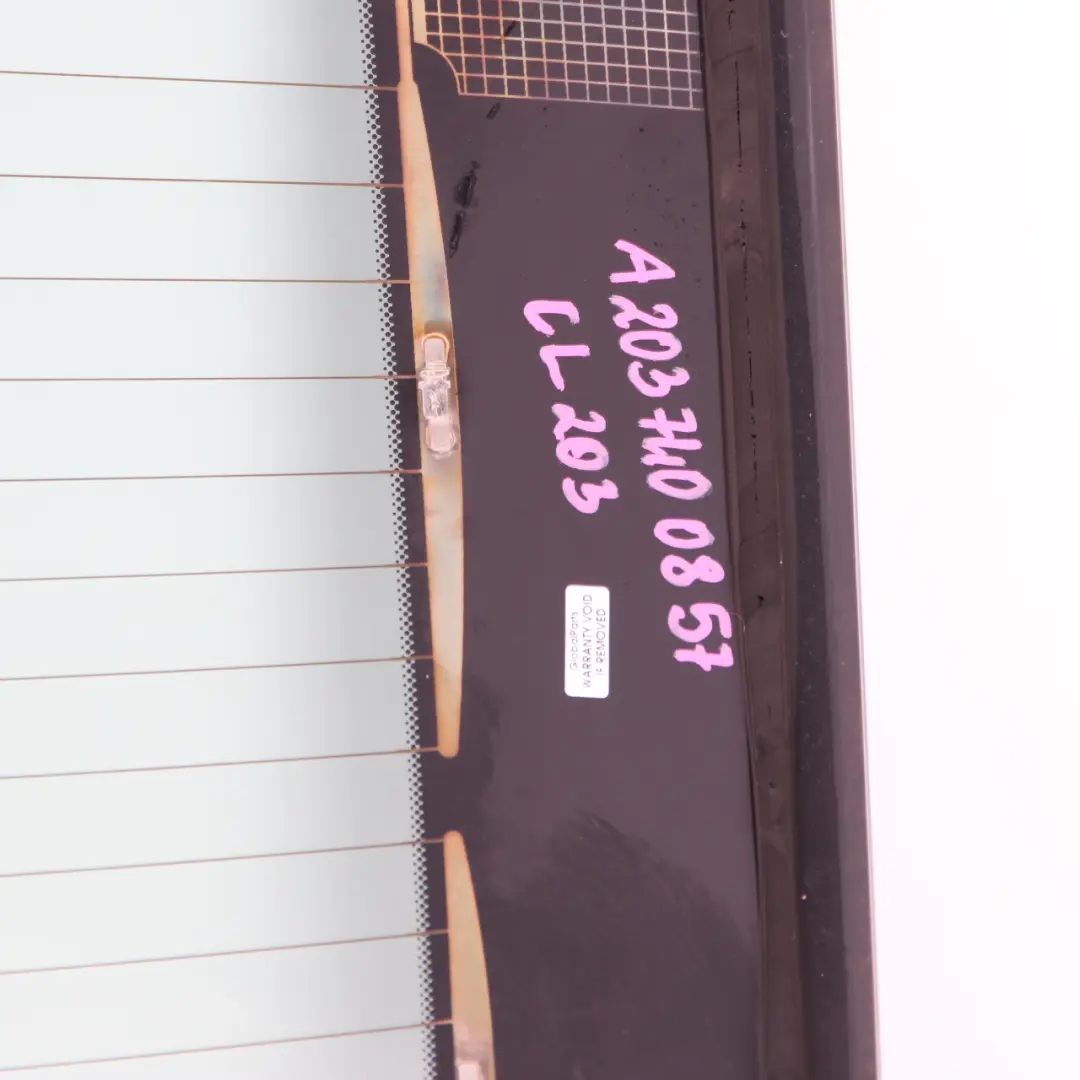 A 203 740 08 57
CL 203
GlobalParts
WARRANTY VOID
IF REMOVED